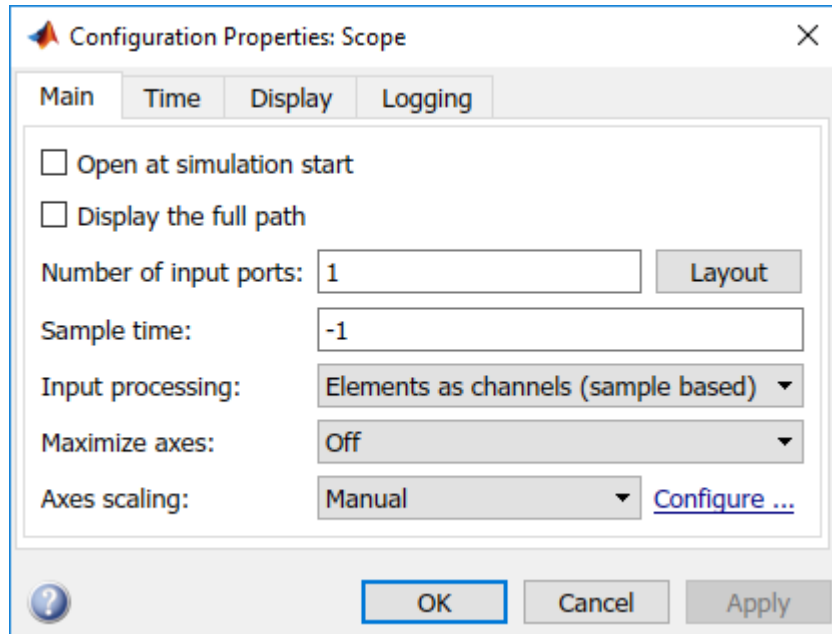 Configuration Properties: Scope
Main Time Display Logging
Open at simulation start
Display the full path
Number of input ports: 1 Layout
Sample time: -1
Input processing: Elements as channels (sample based)
Maximize axes: Off
Axes scaling: Manual Configure ...
? OK Cancel Apply